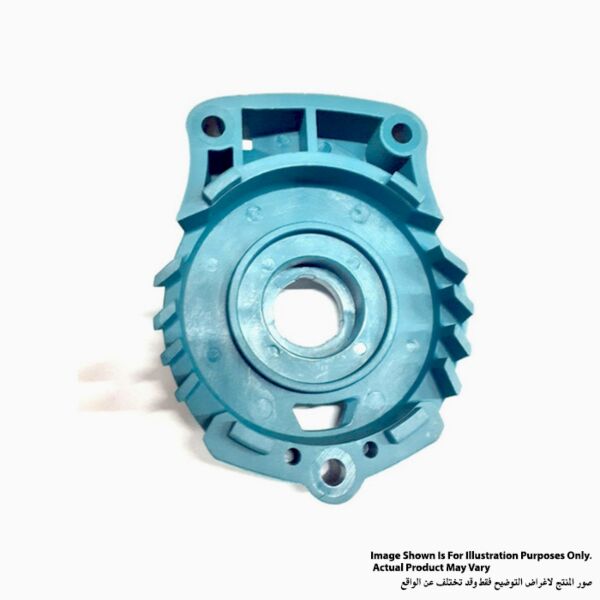 Image Shown Is For Illustration Purposes Only.
Actual Product May Vary
صور المنتج لاغراض التوضيح فقط وقد تختلف عن الواقع